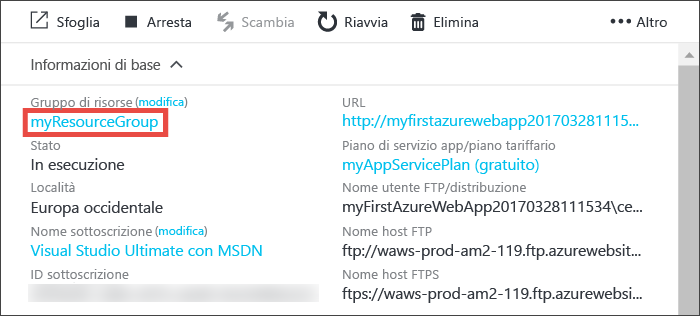 Sfoglia Arresta Scambia Riavvia Elimina ••• Altro
Informazioni di base
Gruppo di risorse (modifica)
myResourceGroup
Stato
In esecuzione
Località
Europa occidentale
Nome sottoscrizione (modifica)
Visual Studio Ultimate con MSDN
ID sottoscrizione
URL
http://myfirstazurewebapp201703281115...
Piano di servizio app/piano tariffario
myAppServicePlan (gratuito)
Nome utente FTP/distribuzione
myFirstAzureWebApp20170328111534\ce...
Nome host FTP
ftp://waws-prod-am2-119.ftp.azurewebsit...
Nome host FTPS
ftps://waws-prod-am2-119.ftp.azurewebsi...